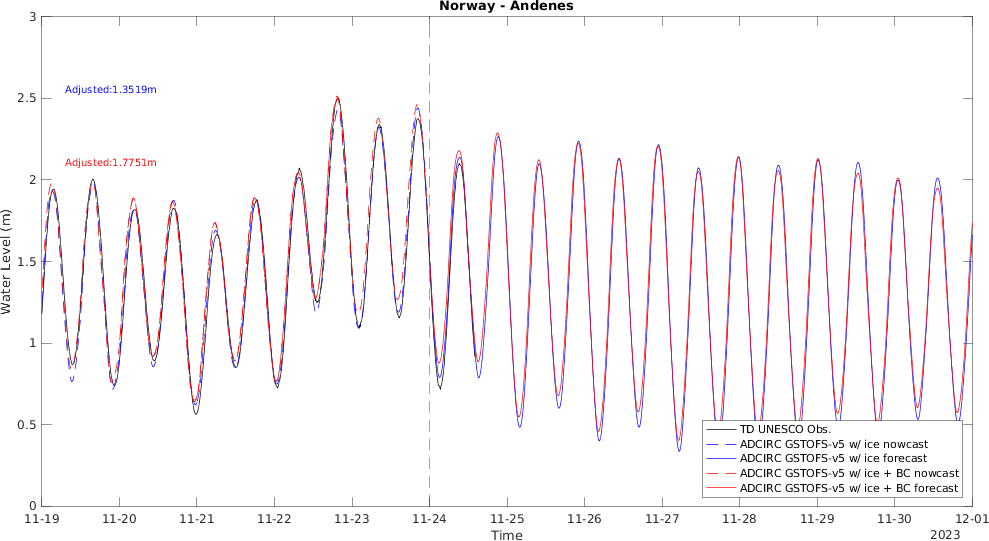 Norway - Andenes
3
2.5
2
1.5
1
0.5
0
Water Level (m)
Adjusted:1.3519m
Adjusted:1.7751m
TD UNESCO Obs.
ADCIRC GSTOFS-v5 w/ ice nowcast
ADCIRC GSTOFS-v5 w/ ice forecast
ADCIRC GSTOFS-v5 w/ ice + BC nowcast
ADCIRC GSTOFS-v5 w/ ice + BC forecast
11-19 11-20 11-21 11-22 11-23 11-24 11-25 11-26 11-27 11-28 11-29 11-30 12-01
Time
2023